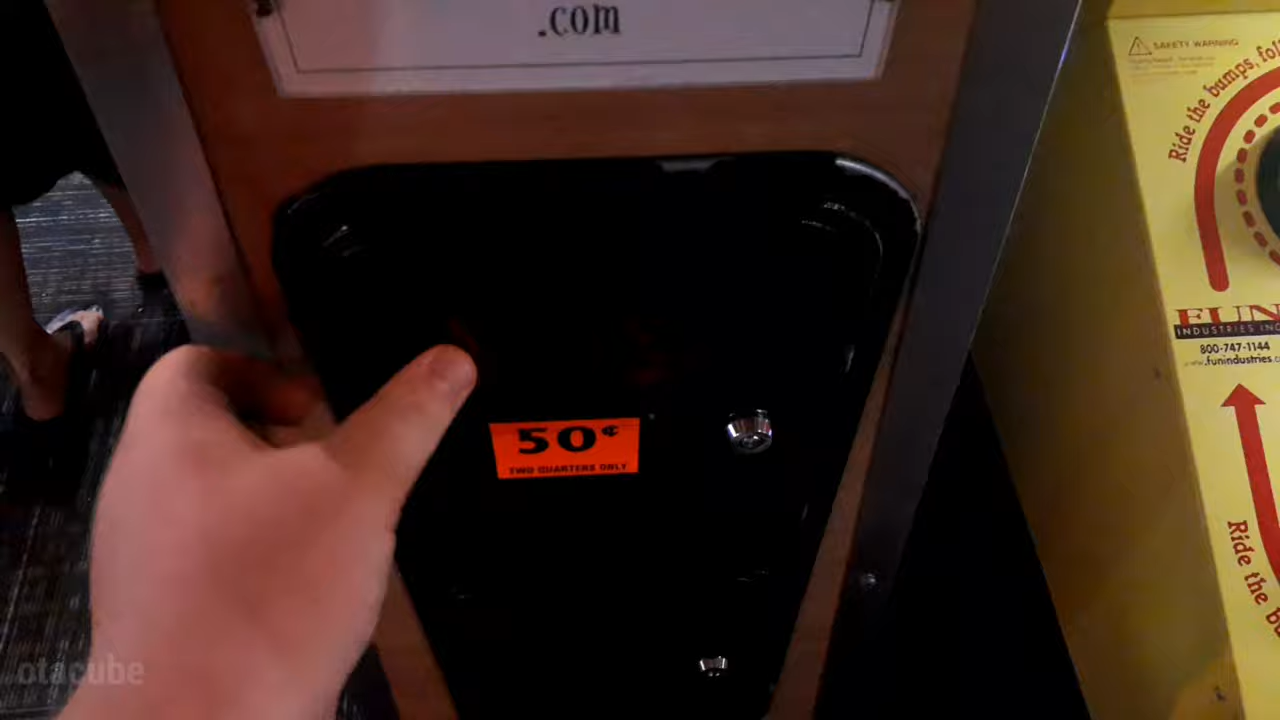 .com
50¢
TWO QUARTERS ONLY
SAFETY WARNING
Ride the bumps, fol
FUN
INDUSTRIES INC
800-747-1144
www.funindustries.c
Ride the bu
otacube